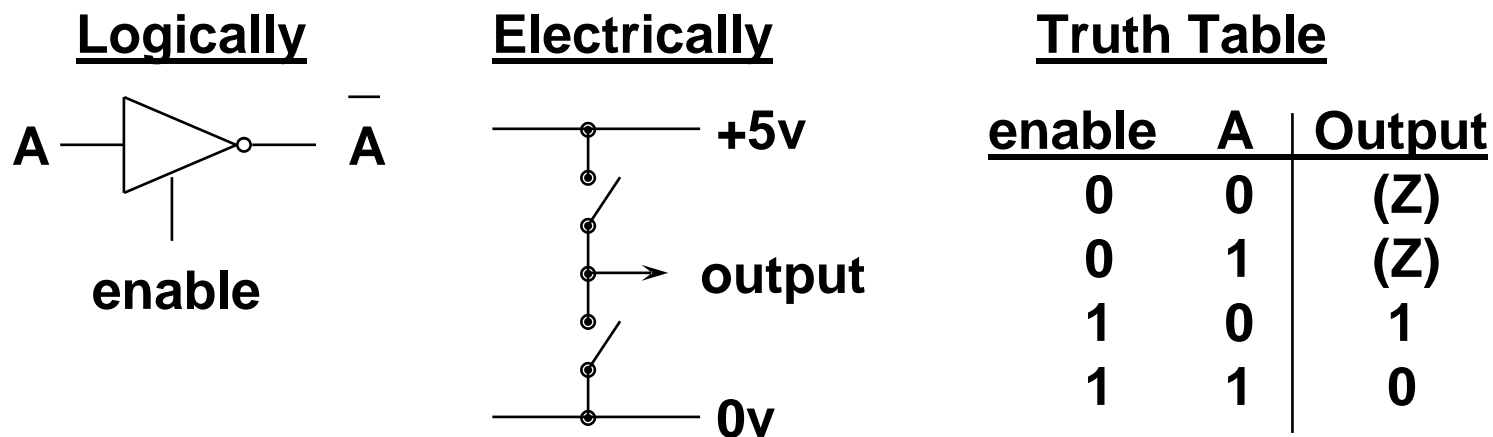 Logically
A
A̅
enable
Electrically
+5v
output
0v
Truth Table
enable A Output
0 0 (Z)
0 1 (Z)
1 0 1
1 1 0